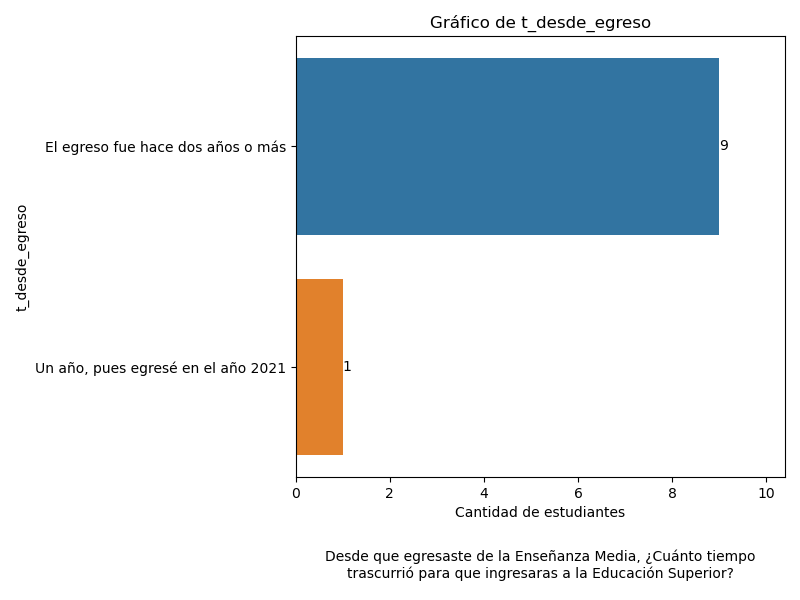 Gráfico de t_desde_egreso
El egreso fue hace dos años o más
9
t_desde_egreso
Un año, pues egresé en el año 2021
1
0 2 4 6 8 10
Cantidad de estudiantes
Desde que egresaste de la Enseñanza Media, ¿Cuánto tiempo
trascurrió para que ingresaras a la Educación Superior?